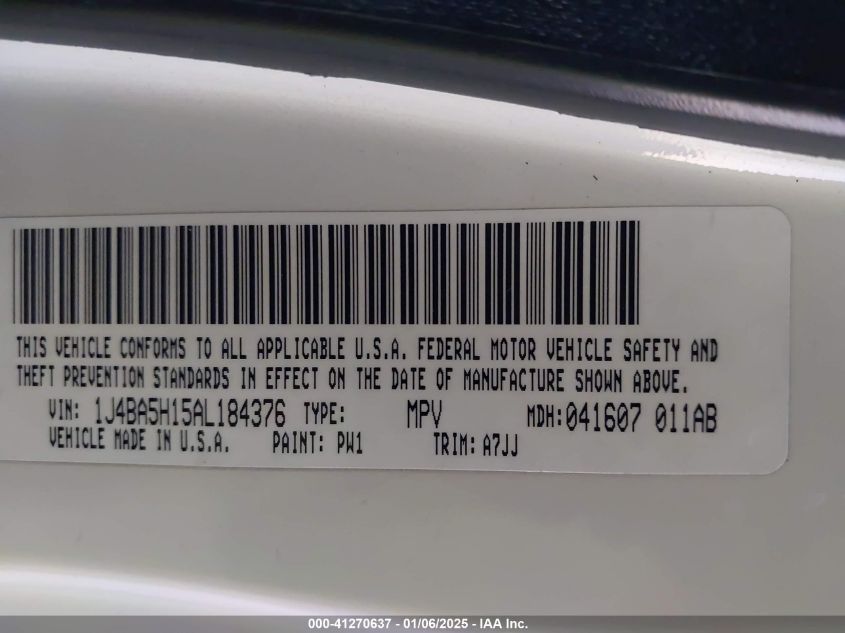 THIS VEHICLE CONFORMS TO ALL APPLICABLE U.S.A. FEDERAL MOTOR VEHICLE SAFETY AND
THEFT PREVENTION STANDARDS IN EFFECT ON THE DATE OF MANUFACTURE SHOWN ABOVE.
VIN: 1J4BA5H15AL184376 TYPE: MPV MDH:041607 011AB
VEHICLE MADE IN U.S.A. PAINT: PW1 TRIM: A7JJ
000-41270637 - 01/06/2025 - IAA Inc.